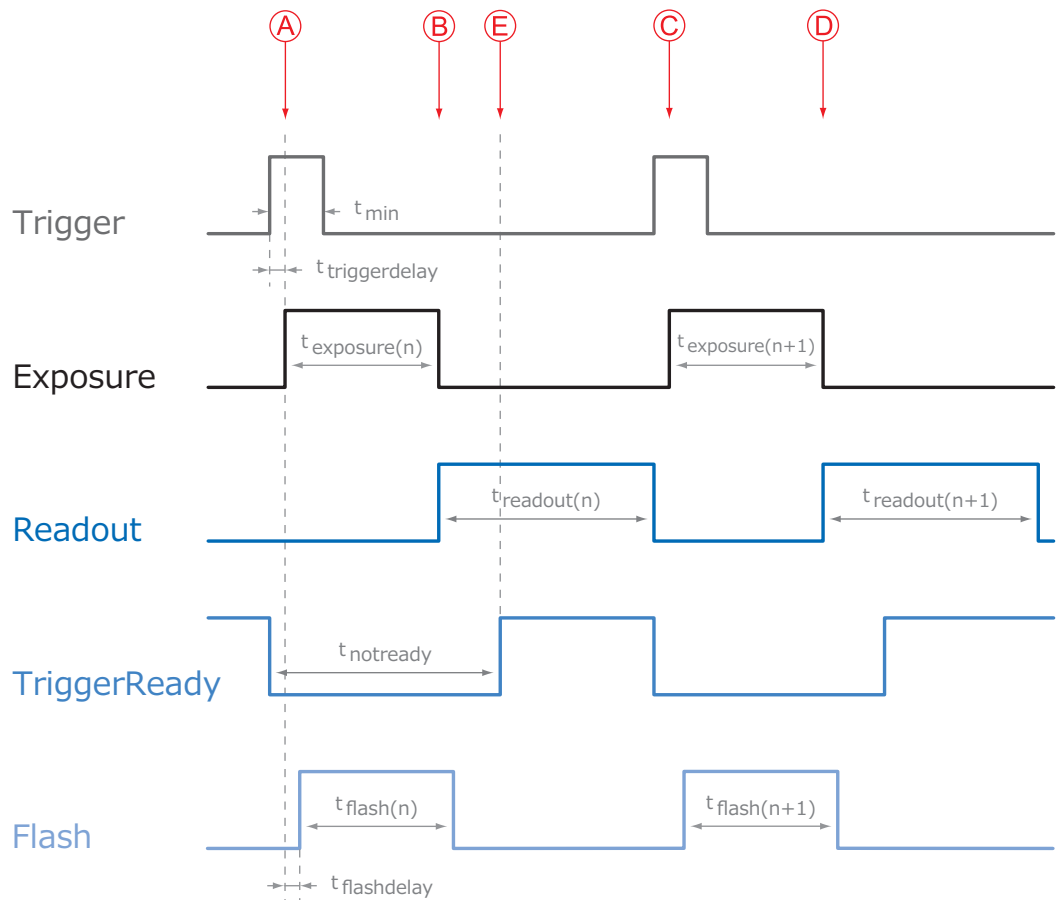 A B E C D
t min
Trigger
t triggerdelay
t exposure(n) t exposure(n+1)
Exposure
t readout(n) t readout(n+1)
Readout
t notready
TriggerReady
t flash(n) t flash(n+1)
Flash
t flashdelay